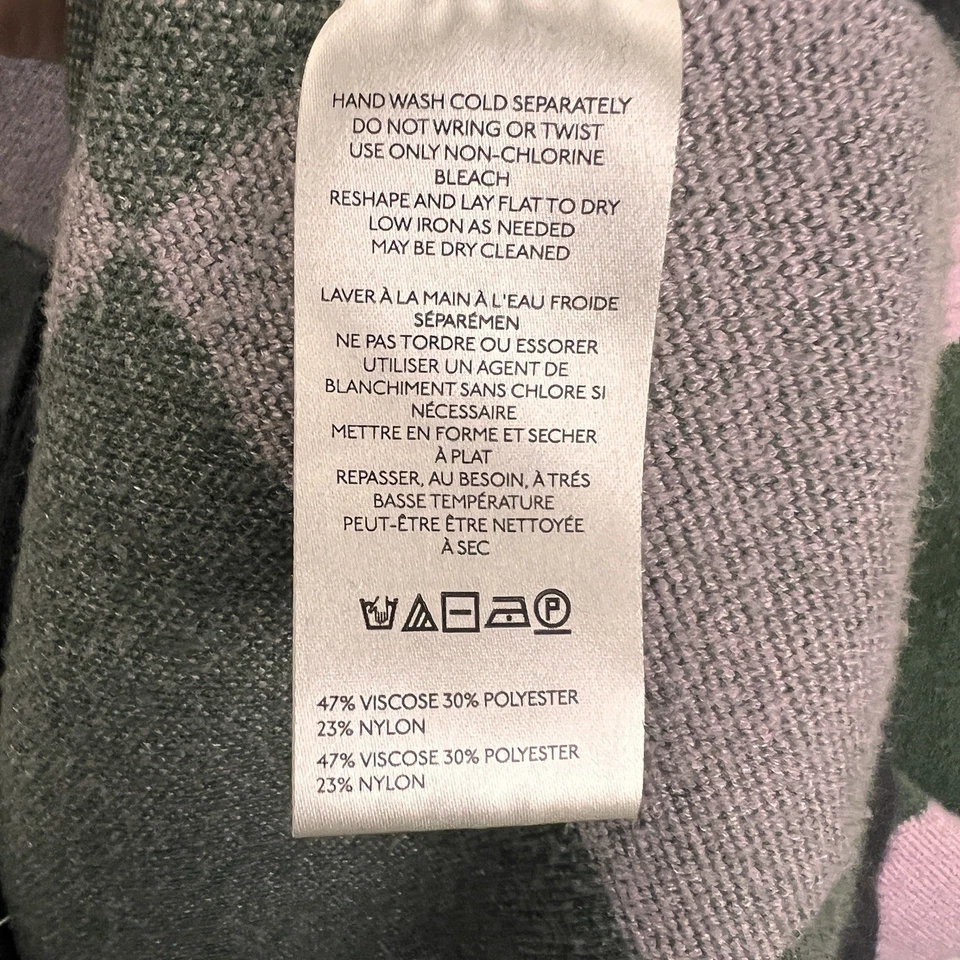 HAND WASH COLD SEPARATELY
DO NOT WRING OR TWIST
USE ONLY NON-CHLORINE
BLEACH
RESHAPE AND LAY FLAT TO DRY
LOW IRON AS NEEDED
MAY BE DRY CLEANED
LAVER À LA MAIN À L'EAU FROIDE
SÉPARÉMEN
NE PAS TORDRE OU ESSORER
UTILISER UN AGENT DE
BLANCHIMENT SANS CHLORE SI
NÉCESSAIRE
METTRE EN FORME ET SECHER
À PLAT
REPASSER, AU BESOIN, À TRÉS
BASSE TEMPÉRATURE
PEUT-ÊTRE ÊTRE NETTOYÉE
À SEC
P
47% VISCOSE 30% POLYESTER
23% NYLON
47% VISCOSE 30% POLYESTER
23% NYLON